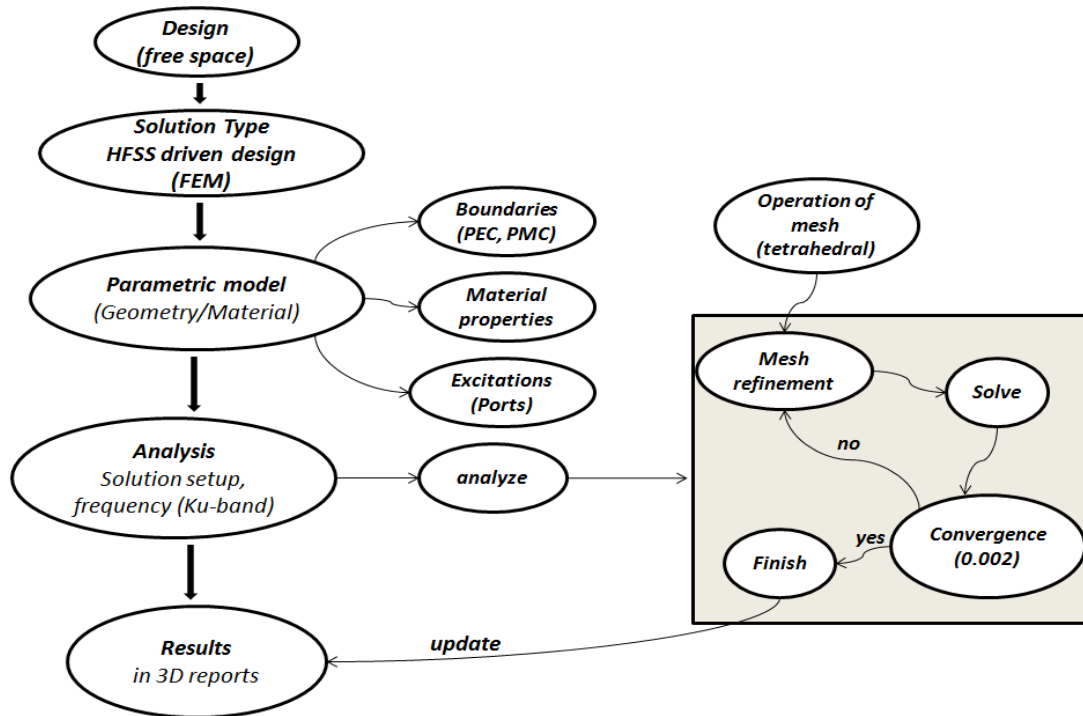 Design
(free space)
Solution Type
HFSS driven design
(FEM)
Parametric model
(Geometry/Material)
Boundaries
(PEC, PMC)
Material
properties
Excitations
(Ports)
Analysis
Solution setup,
frequency (Ku-band)
analyze
Operation of
mesh
(tetrahedral)
Mesh
refinement
Solve
no
Convergence
(0.002)
yes
Finish
update
Results
in 3D reports